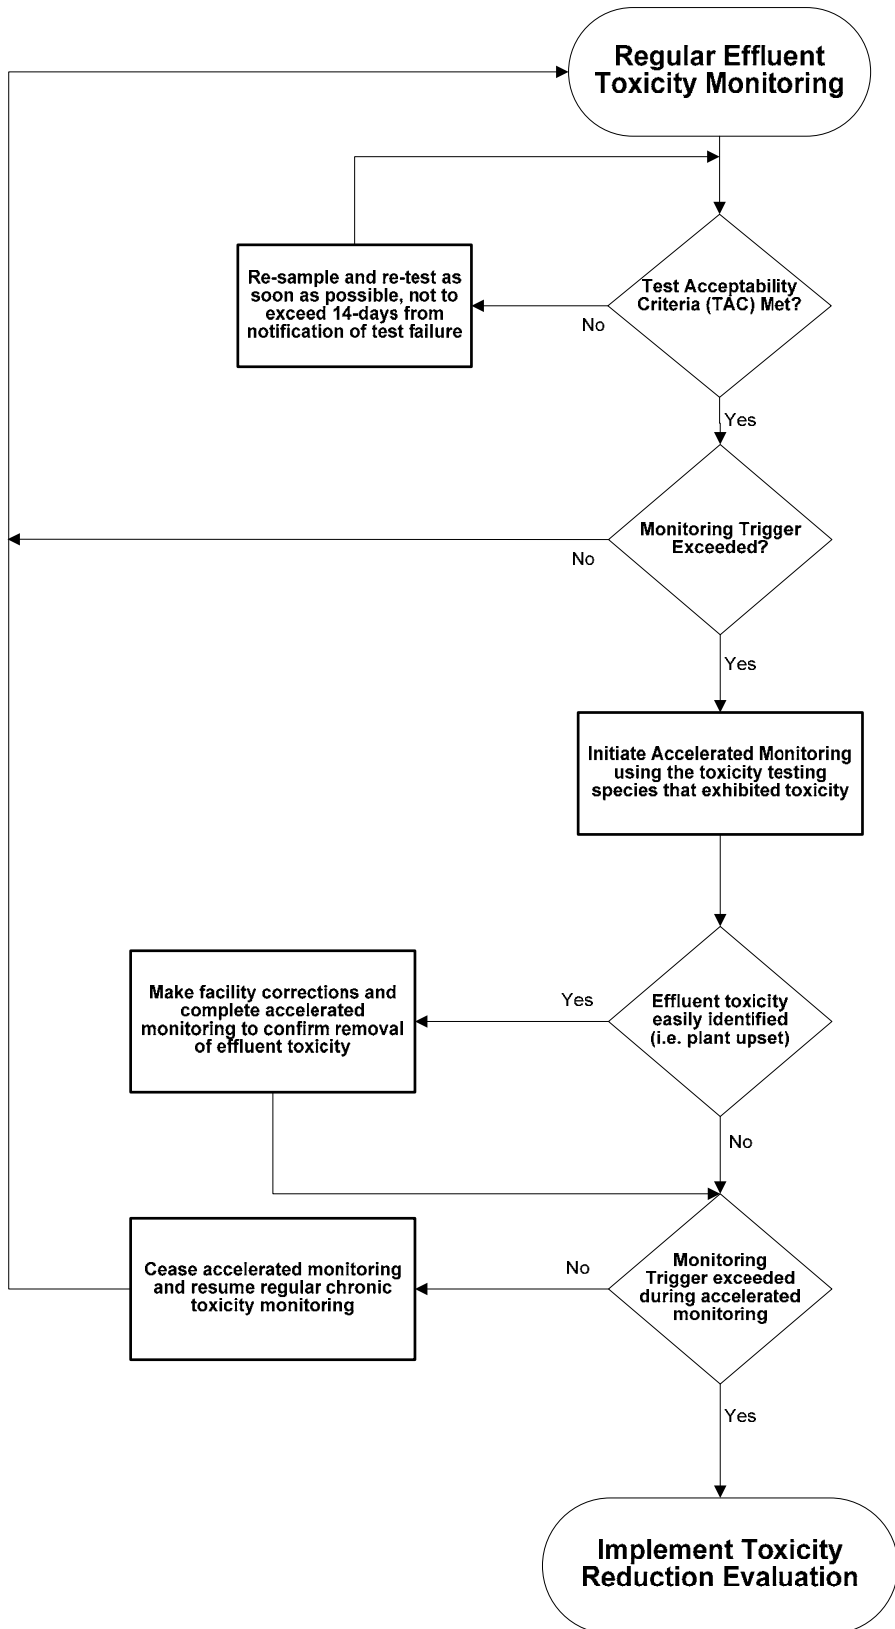 Regular Effluent
Toxicity Monitoring
Re-sample and re-test as
soon as possible, not to
exceed 14-days from
notification of test failure
Test Acceptability
Criteria (TAC) Met?
No
Yes
Monitoring Trigger
Exceeded?
No
Yes
Initiate Accelerated Monitoring
using the toxicity testing
species that exhibited toxicity
Make facility corrections and
complete accelerated
monitoring to confirm removal
of effluent toxicity
Yes
Effluent toxicity
easily identified
(i.e. plant upset)
No
Cease accelerated monitoring
and resume regular chronic
toxicity monitoring
No
Monitoring
Trigger exceeded
during accelerated
monitoring
Yes
Implement Toxicity
Reduction Evaluation